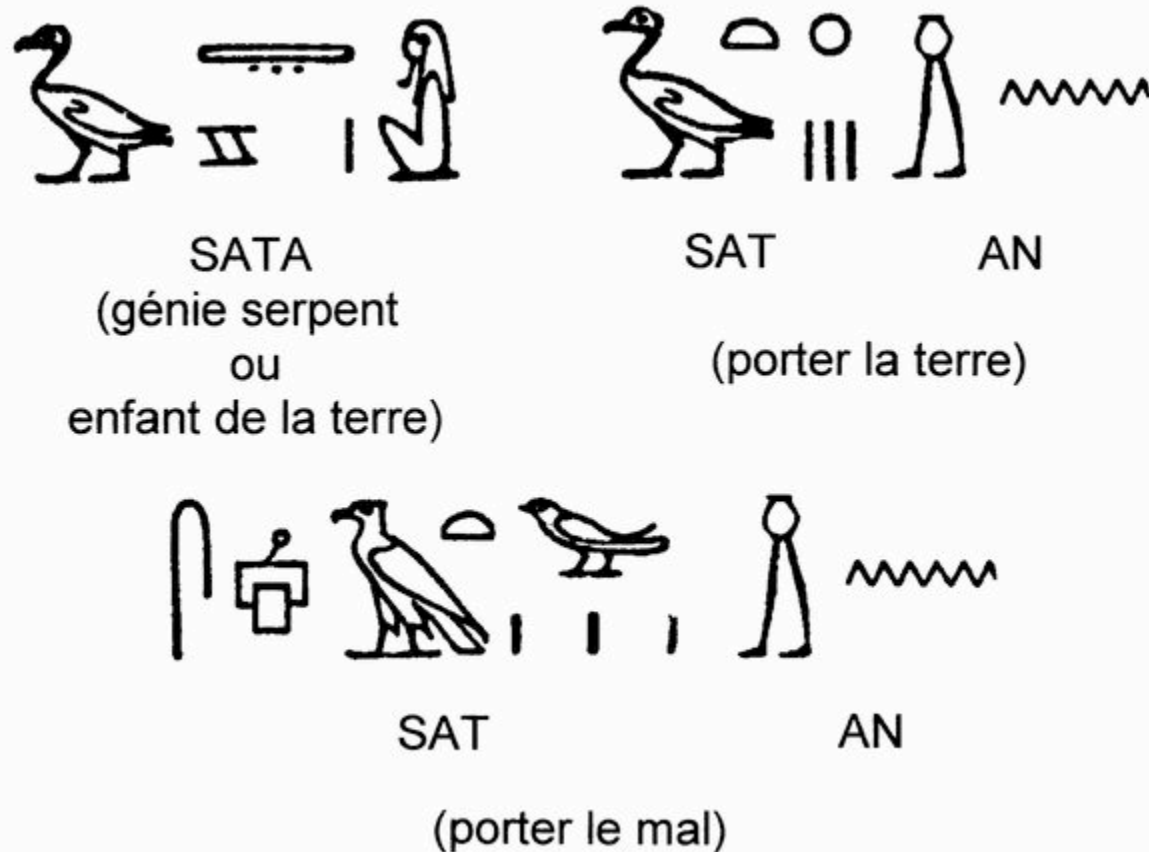 SATA
(génie serpent
ou
enfant de la terre)
SAT AN
(porter la terre)
SAT AN
(porter le mal)